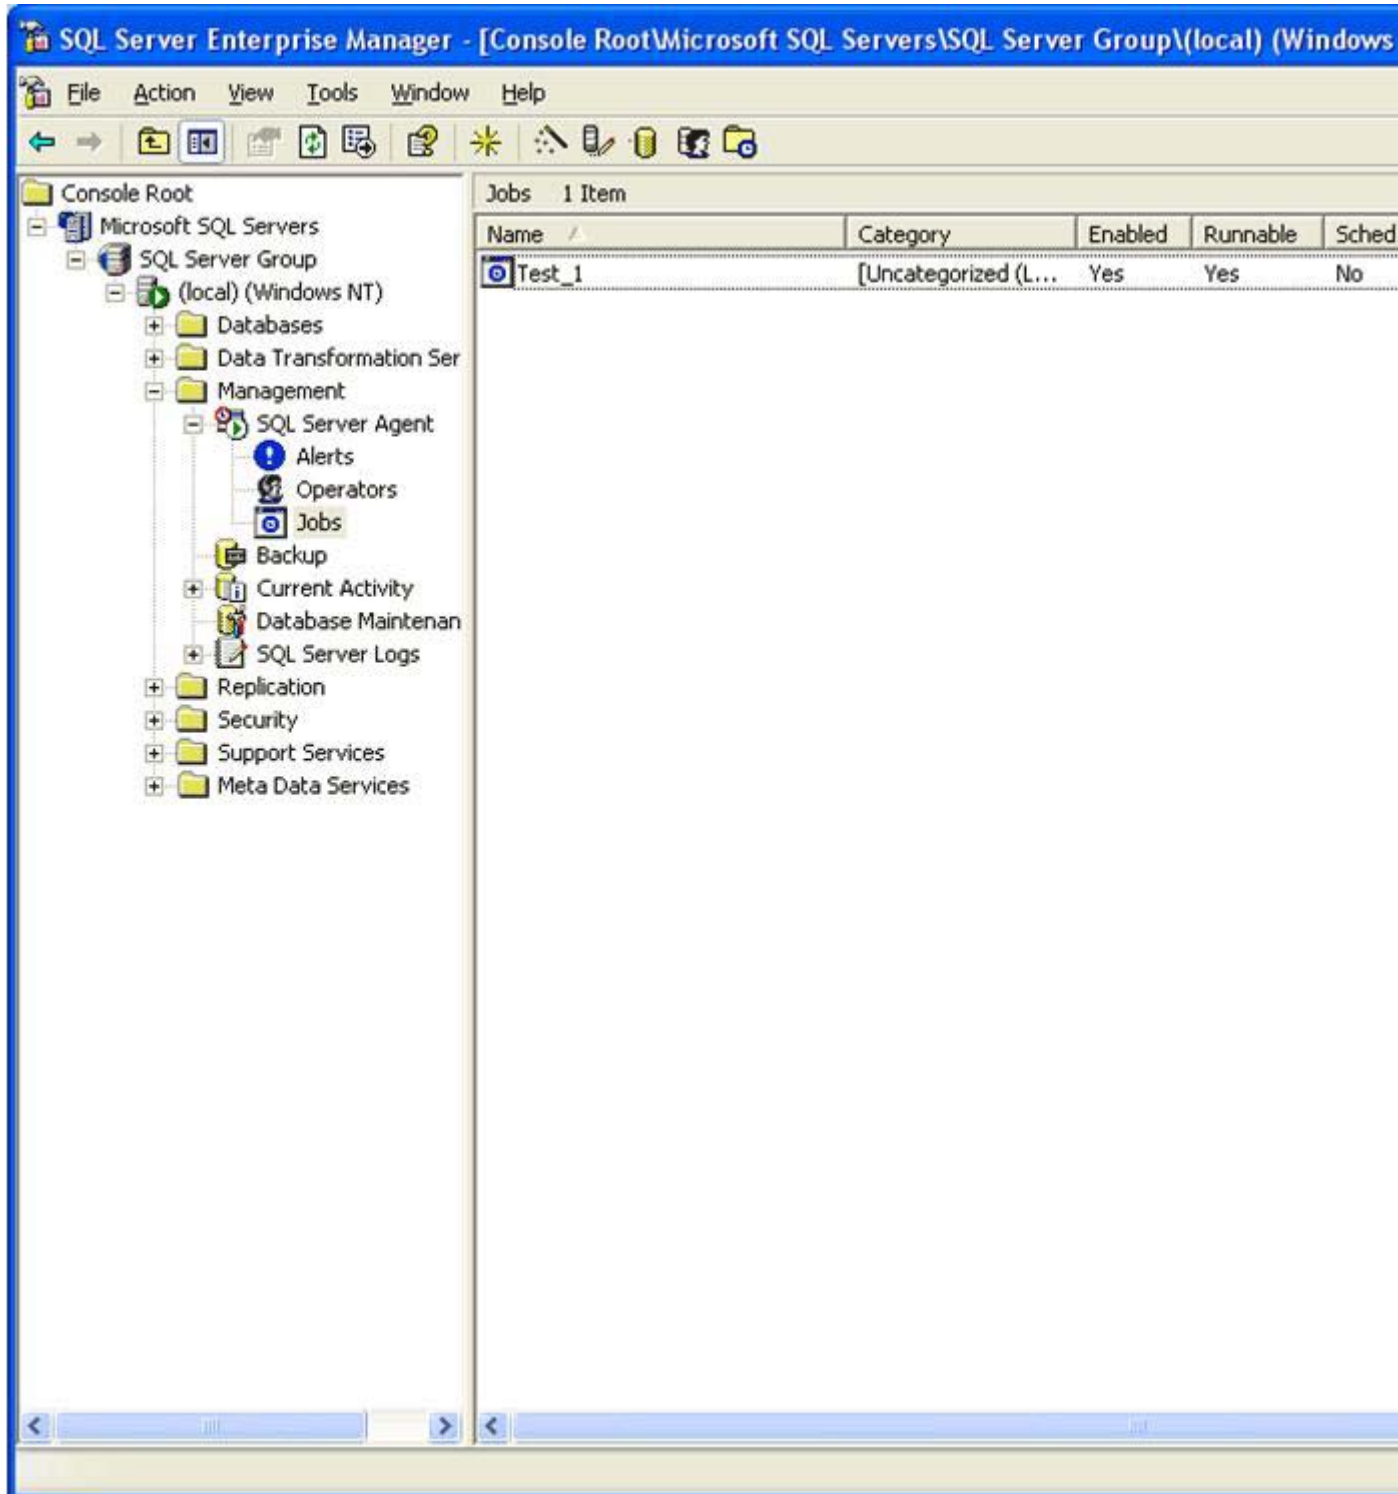 SQL Server Enterprise Manager - [Console Root\Microsoft SQL Servers\SQL Server Group\(local) (Windows
File Action View Tools Window Help
Console Root
Microsoft SQL Servers
SQL Server Group
(local) (Windows NT)
Databases
Data Transformation Ser
Management
SQL Server Agent
Alerts
Operators
Jobs
Backup
Current Activity
Database Maintenan
SQL Server Logs
Replication
Security
Support Services
Meta Data Services
Jobs 1 Item
Name Category Enabled Runnable Sched
Test_1 [Uncategorized (L... Yes Yes No